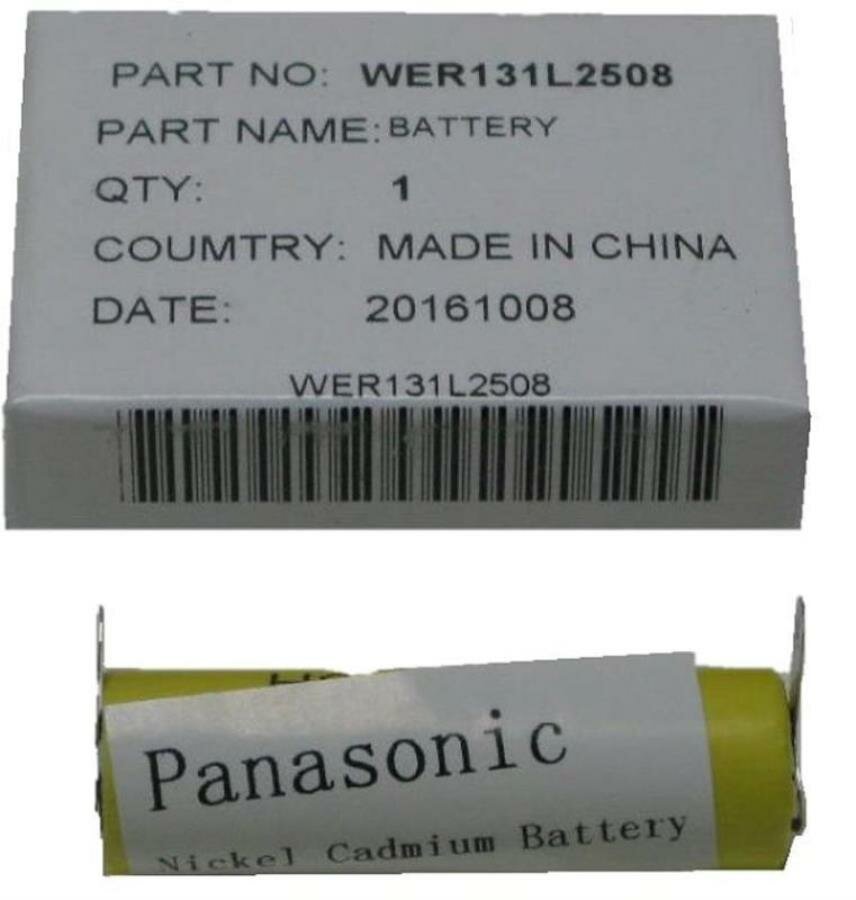 PART NO: WER131L2508
PART NAME: BATTERY
QTY: 1
COUMTRY: MADE IN CHINA
DATE: 20161008
WER131L2508
Panasonic
Nickel Cadmium Battery